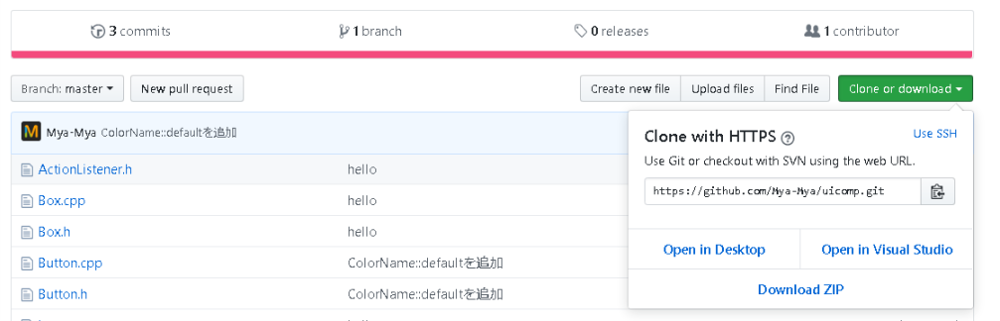 3 commits 1 branch 0 releases 1 contributor
Branch: master New pull request Create new file Upload files Find File Clone or download
Mya-Mya ColorName::defaultを追加
Clone with HTTPS ? Use SSH
Use Git or checkout with SVN using the web URL.
https://github.com/Mya-Mya/uicomp.git
Open in Desktop Open in Visual Studio
Download ZIP
ActionListener.h hello
Box.cpp hello
Box.h hello
Button.cpp ColorName::defaultを追加
Button.h ColorName::defaultを追加